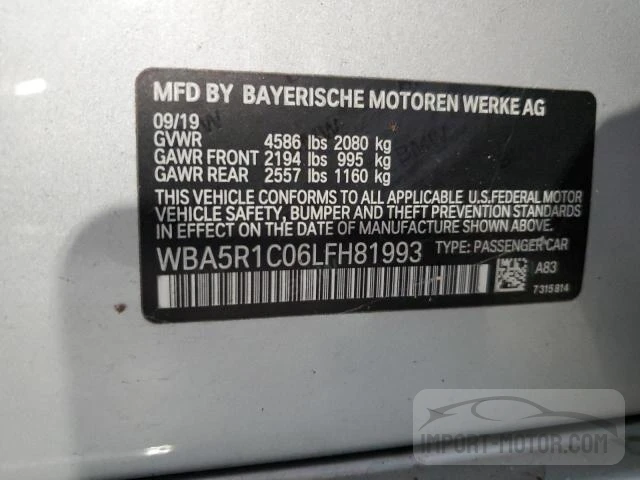 MFD BY BAYERISCHE MOTOREN WERKE AG
09/19
GVWR 4586 lbs 2080 kg
GAWR FRONT 2194 lbs 995 kg
GAWR REAR 2557 lbs 1160 kg
THIS VEHICLE CONFORMS TO ALL APPLICABLE U.S.FEDERAL MOTOR
VEHICLE SAFETY, BUMPER AND THEFT PREVENTION STANDARDS
IN EFFECT ON THE DATE OF MANUFACTURE SHOWN ABOVE.
WBA5R1C06LFH81993 TYPE: PASSENGER CAR
A83
7315814
IMPORT-MOTOR.COM